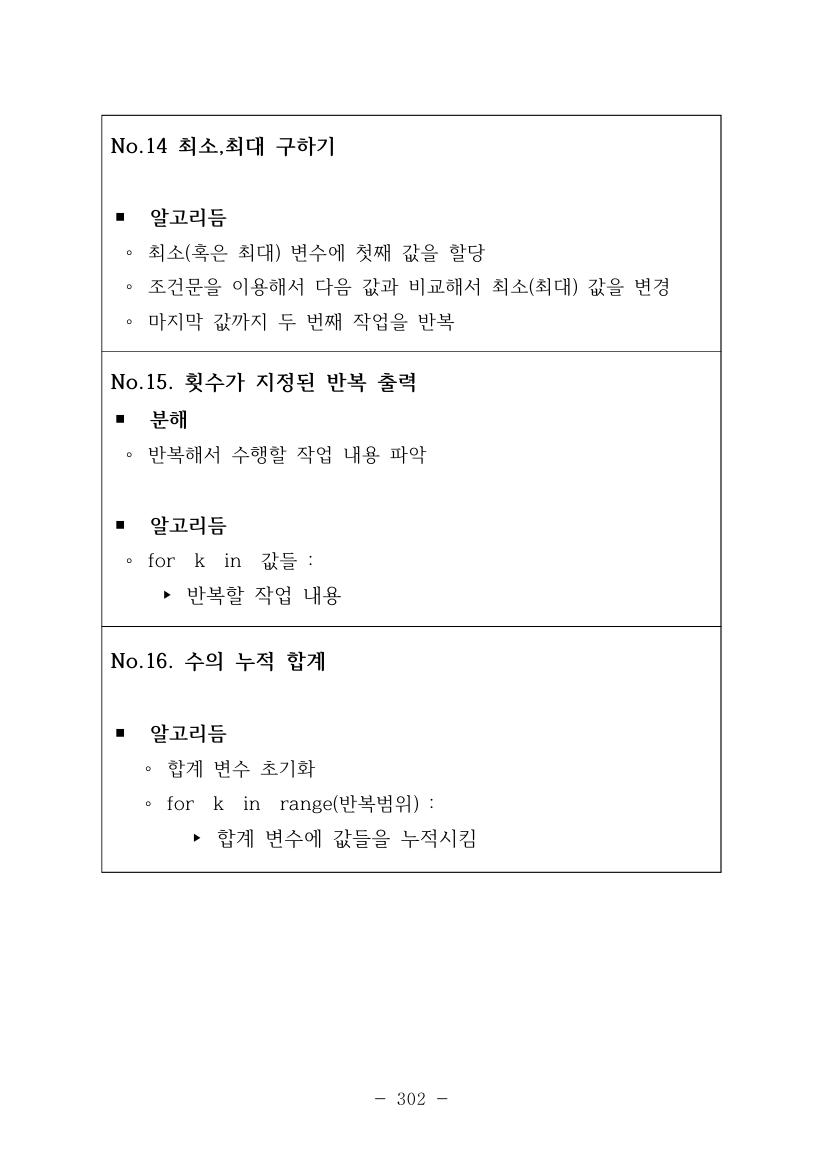 No.14 최소,최대 구하기
■ 알고리듬
◦ 최소(혹은 최대) 변수에 첫째 값을 할당
◦ 조건문을 이용해서 다음 값과 비교해서 최소(최대) 값을 변경
◦ 마지막 값까지 두 번째 작업을 반복
No.15. 횟수가 지정된 반복 출력
■ 분해
◦ 반복해서 수행할 작업 내용 파악
■ 알고리듬
◦ for k in 값들 :
▸ 반복할 작업 내용
No.16. 수의 누적 합계
■ 알고리듬
◦ 합계 변수 초기화
◦ for k in range(반복범위) :
▸ 합계 변수에 값들을 누적시킴
- 302 -